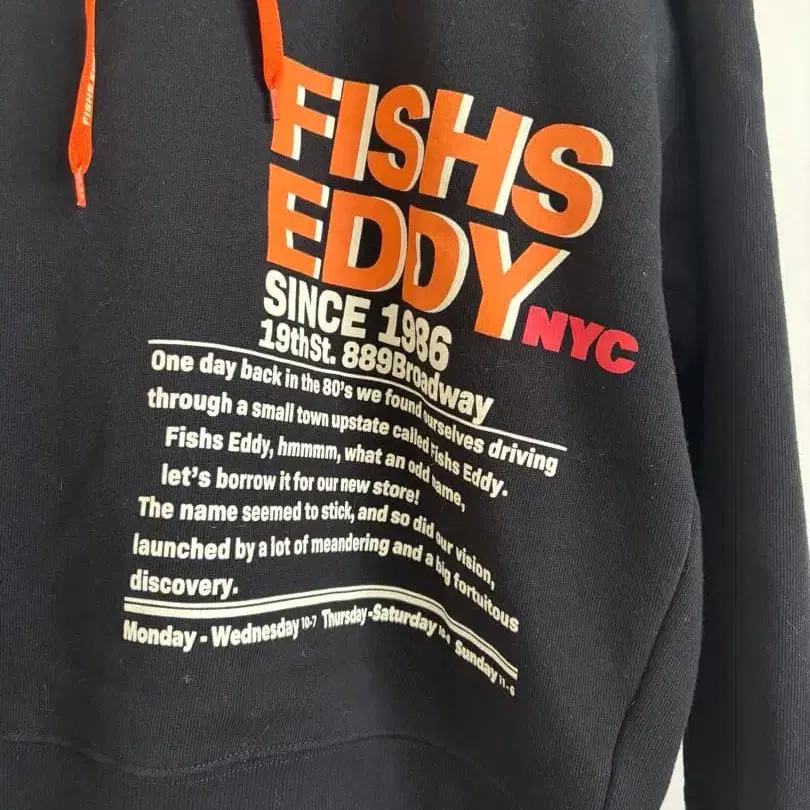 FISHS
FISHS
EDDY
NYC
SINCE 1986
19thSt. 889Broadway
One day back in the 80's we found ourselves driving
through a small town upstate called Fishs Eddy.
Fishs Eddy, hmmmm, what an odd name,
let's borrow it for our new store!
The name seemed to stick, and so did our vision,
launched by a lot of meandering and a big fortuitous
discovery.
Monday - Wednesday 10-7 Thursday - Saturday Sunday 11-6